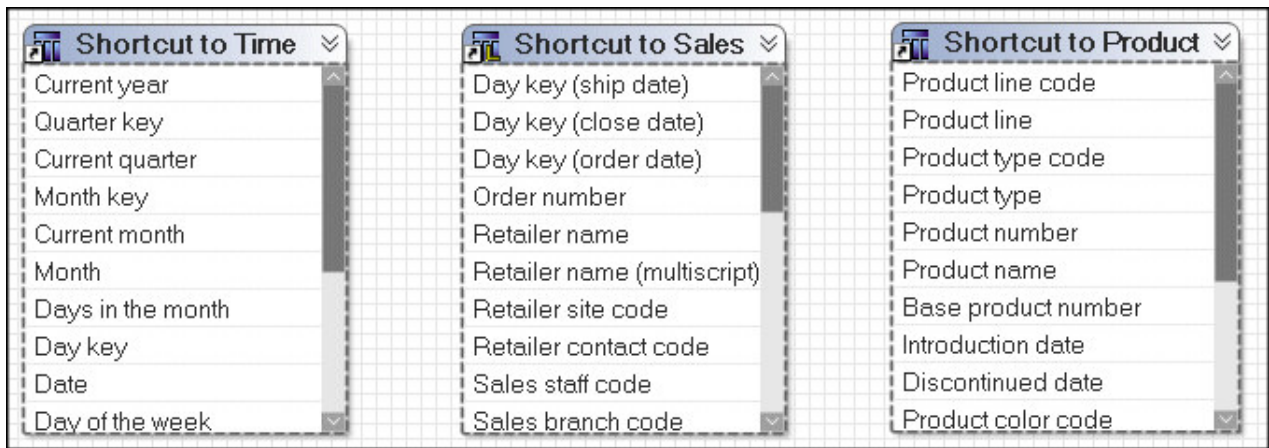 Shortcut to Time
Current year
Quarter key
Current quarter
Month key
Current month
Month
Days in the month
Day key
Date
Day of the week
Shortcut to Sales
Day key (ship date)
Day key (close date)
Day key (order date)
Order number
Retailer name
Retailer name (multiscript)
Retailer site code
Retailer contact code
Sales staff code
Sales branch code
Shortcut to Product
Product line code
Product line
Product type code
Product type
Product number
Product name
Base product number
Introduction date
Discontinued date
Product color code